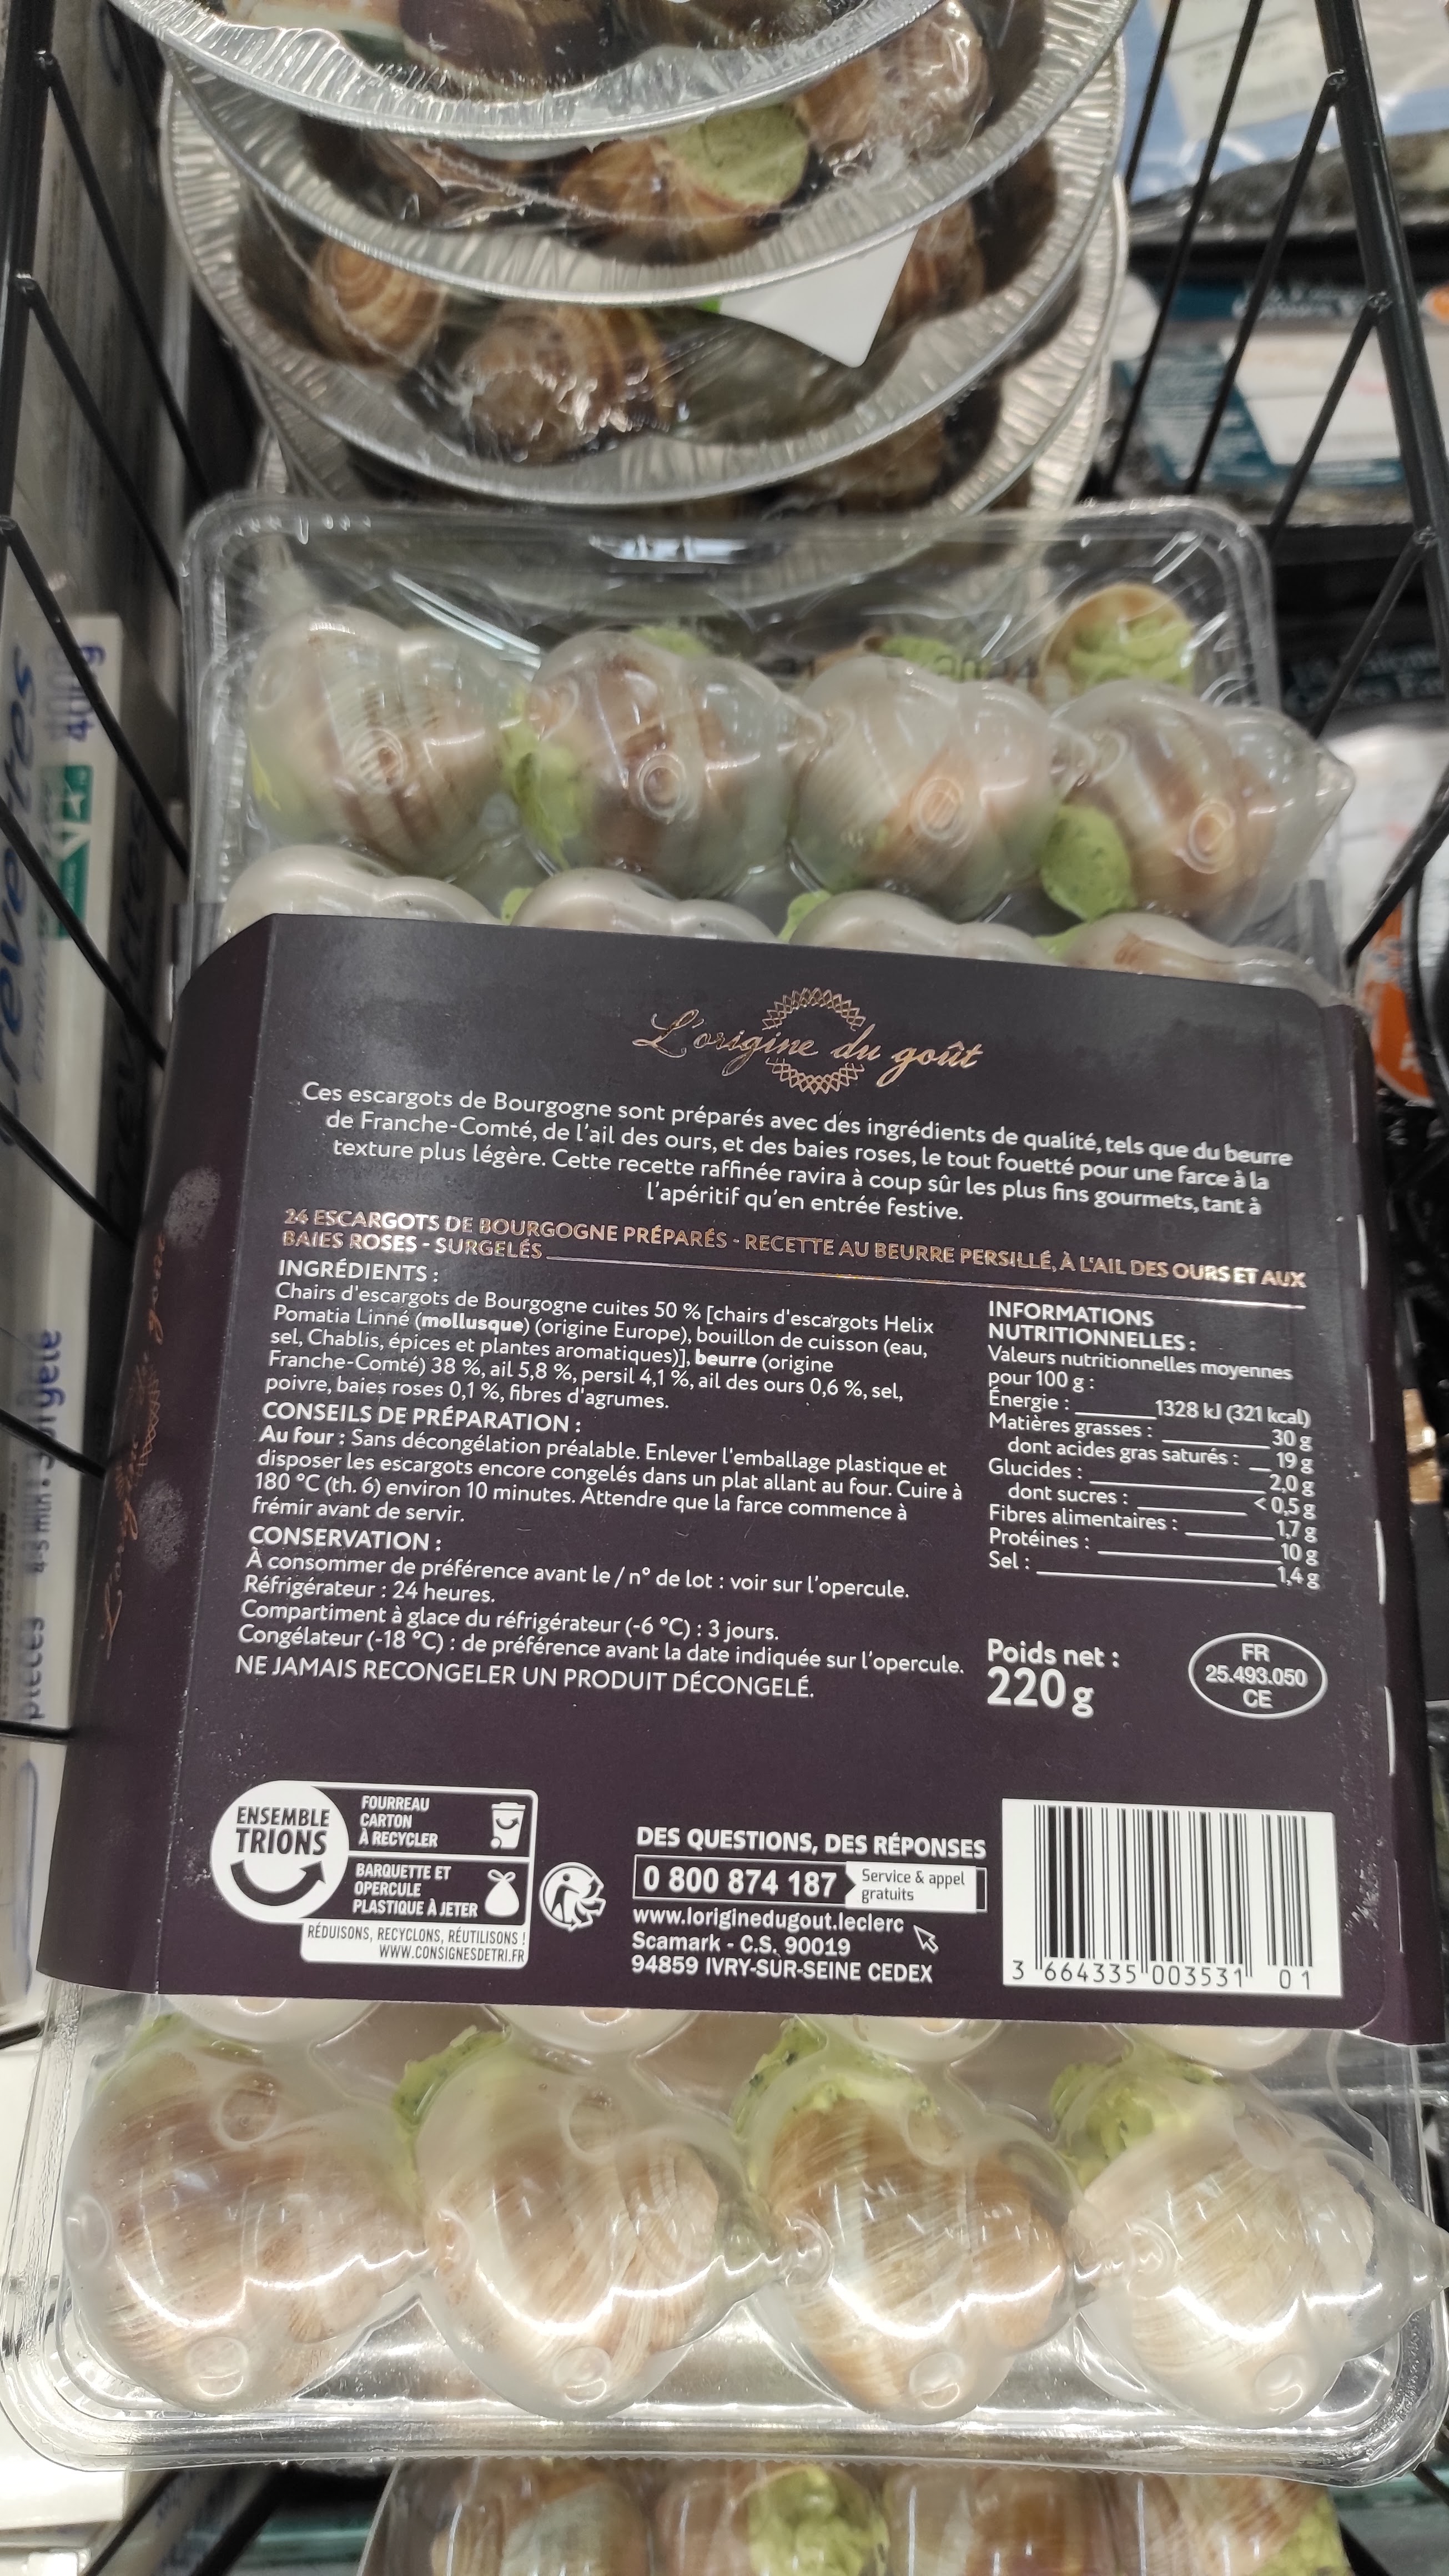 L'origine du goût
Ces escargots de Bourgogne sont préparés avec des ingrédients de qualité, tels que du beurre
de Franche-Comté, de l'ail des ours, et des baies roses, le tout fouetté pour une farce à la
texture plus légère. Cette recette raffinée ravira à coup sûr les plus fins gourmets, tant à
l'apéritif qu'en entrée festive.
24 ESCARGOTS DE BOURGOGNE PRÉPARÉS - RECETTE AU BEURRE PERSILLÉ, À L'AIL DES OURS ET AUX
BAIES ROSES - SURGELÉS
INGRÉDIENTS :
Chairs d'escargots de Bourgogne cuites 50 % [chairs d'escargots Helix
Pomatia Linné (mollusque) (origine Europe), bouillon de cuisson (eau,
sel, Chablis, épices et plantes aromatiques)], beurre (origine
Franche-Comté) 38 %, ail 5,8 %, persil 4,1 %, ail des ours 0,6 %, sel,
poivre, baies roses 0,1 %, fibres d'agrumes.
CONSEILS DE PRÉPARATION :
Au four : Sans décongélation préalable. Enlever l'emballage plastique et
disposer les escargots encore congelés dans un plat allant au four. Cuire à
180 °C (th. 6) environ 10 minutes. Attendre que la farce commence à
frémir avant de servir.
CONSERVATION :
À consommer de préférence avant le / n° de lot : voir sur l'opercule.
Réfrigérateur : 24 heures.
Compartiment à glace du réfrigérateur (-6 °C) : 3 jours.
Congélateur (-18 °C) : de préférence avant la date indiquée sur l'opercule.
NE JAMAIS RECONGELER UN PRODUIT DÉCONGELÉ.
INFORMATIONS
NUTRITIONNELLES :
Valeurs nutritionnelles moyennes
pour 100 g :
Énergie : 1328 kJ (321 kcal)
Matières grasses : 30 g
dont acides gras saturés : 19 g
Glucides : 2,0 g
dont sucres : < 0,5 g
Fibres alimentaires : 1,7 g
Protéines : 10 g
Sel : 1,4 g
Poids net :
220 g
FR
25.493.050
CE
ENSEMBLE
TRIONS
FOURREAU
CARTON
À RECYCLER
BARQUETTE ET
OPERCULE
PLASTIQUE À JETER
RÉDUISONS, RECYCLONS, RÉUTILISONS !
WWW.CONSIGNESDETRI.FR
DES QUESTIONS, DES RÉPONSES
0 800 874 187
Service & appel
gratuits
www.loriginedugout.leclerc
Scamark - C.S. 90019
94859 IVRY-SUR-SEINE CEDEX
3 664335 003531 01
400g